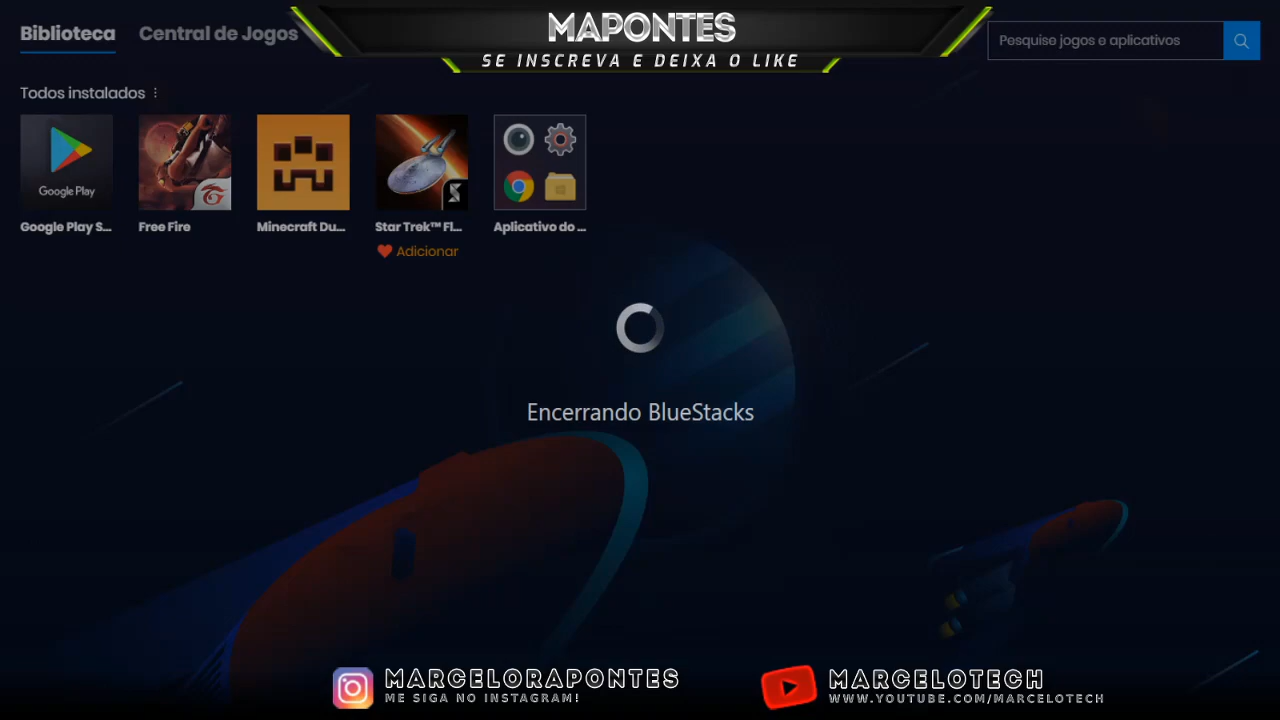 MAPONTES
SE INSCREVA E DEIXA O LIKE
Biblioteca
Central de Jogos
Pesquise jogos e aplicativos
Todos instalados
Google Play
Google Play S...
Free Fire
Minecraft Du...
Star Trek™ Fl...
Aplicativo do ...
Adicionar
Encerrando BlueStacks
MARCELORAPONTES
ME SIGA NO INSTAGRAM!
MARCELOTECH
WWW.YOUTUBE.COM/MARCELOTECH